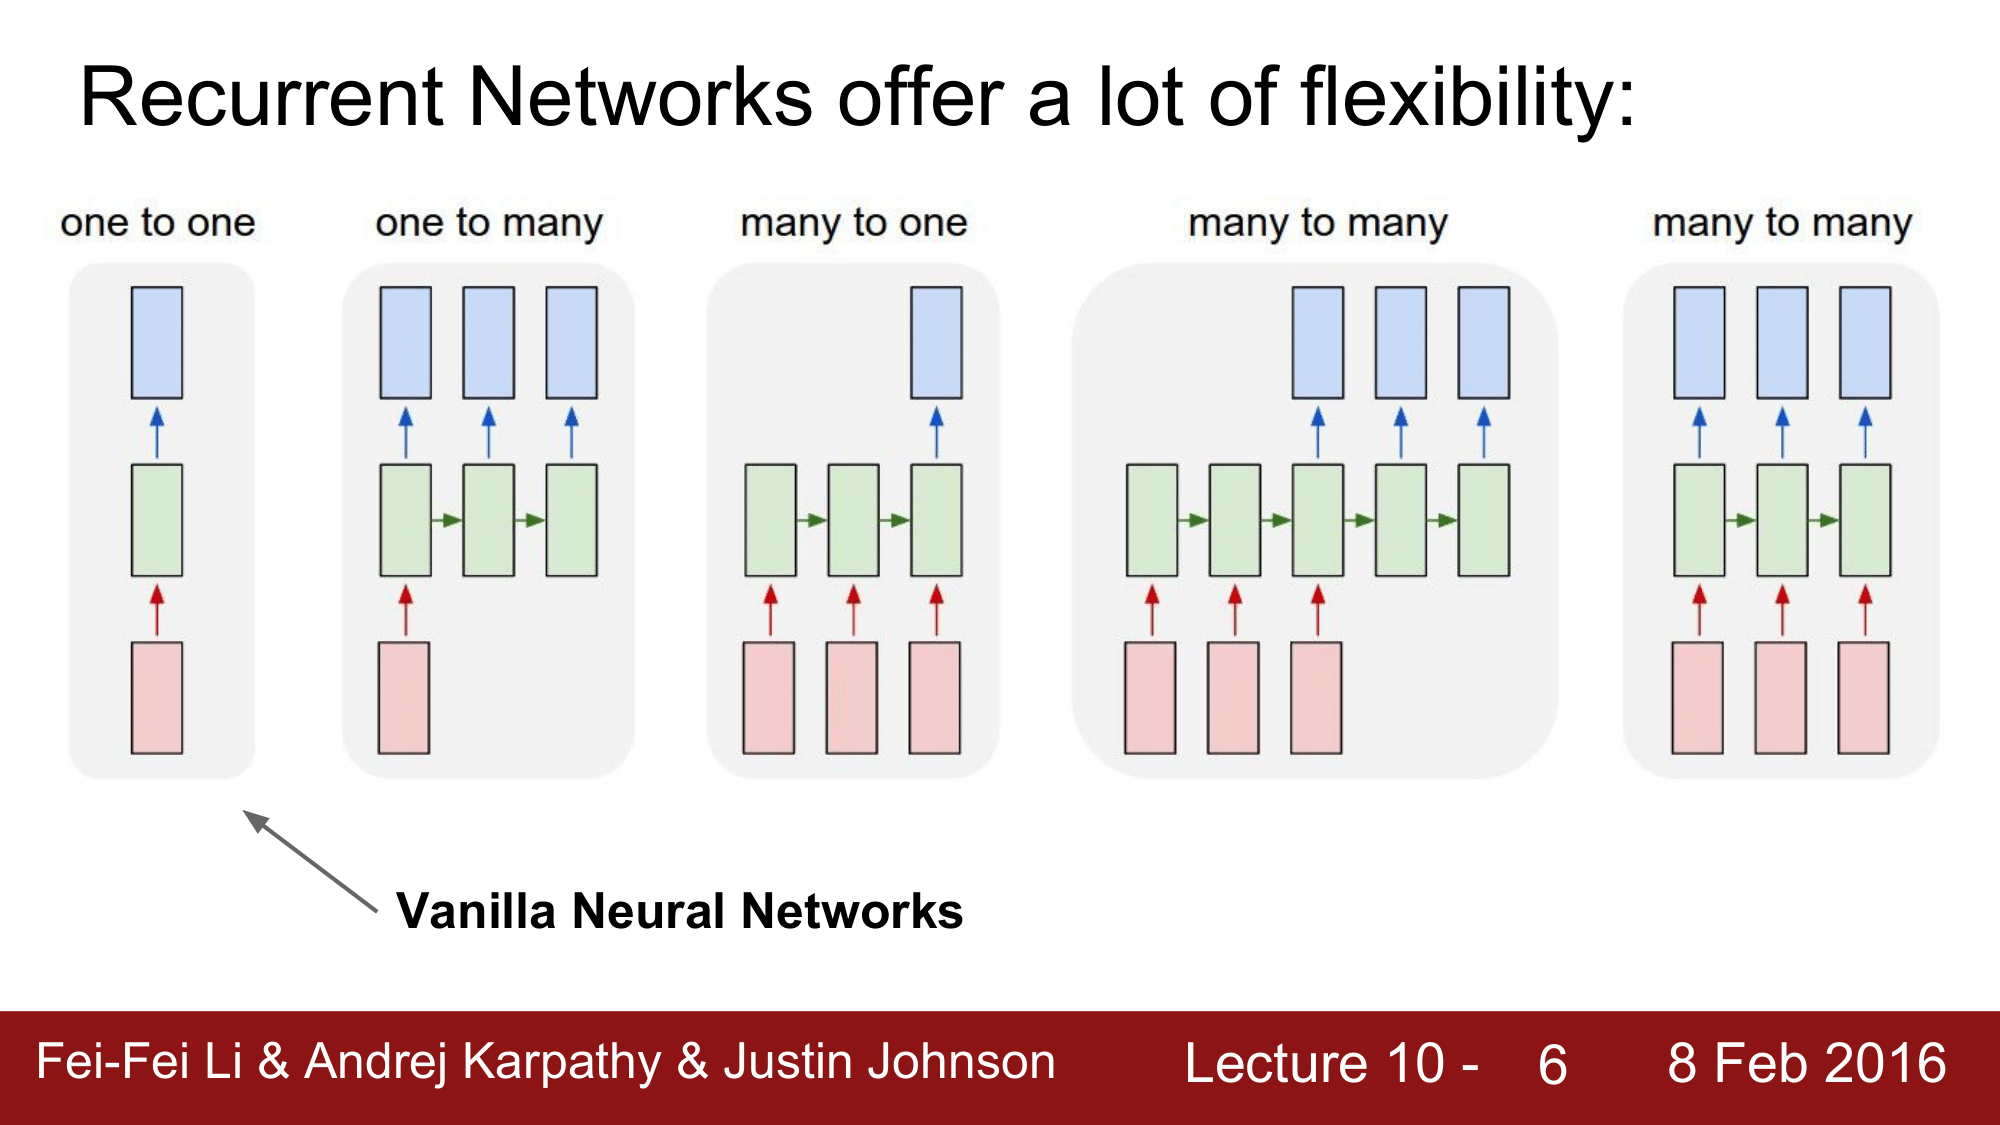 Recurrent Networks offer a lot of flexibility:
one to one
one to many
many to one
many to many
many to many
Vanilla Neural Networks
Fei-Fei Li & Andrej Karpathy & Justin Johnson
Lecture 10 - 6
8 Feb 2016